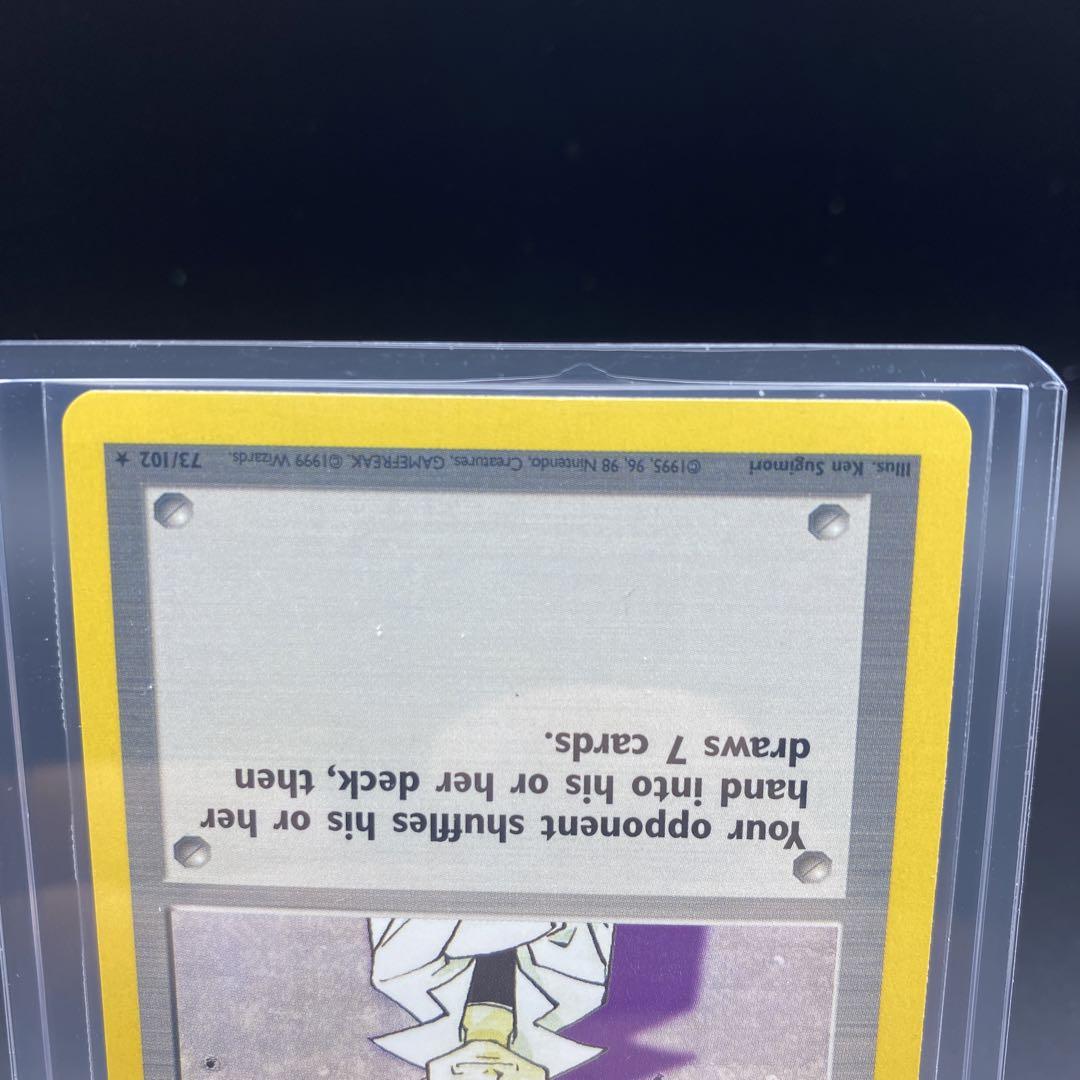 Your opponent shuffles his or her
hand into his or her deck, then
draws 7 cards.
Illus. Ken Sugimori ©1995, 96, 98 Nintendo, Creatures, GAMEFREAK. ©1999 Wizards. 73/102 ★